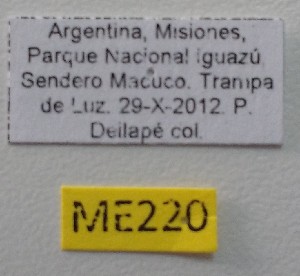 Argentina, Misiones,
Parque Nacional Iguazú
Sendero Macuco. Trampa
de Luz. 29-X-2012. P.
Dellapé col.
ME220